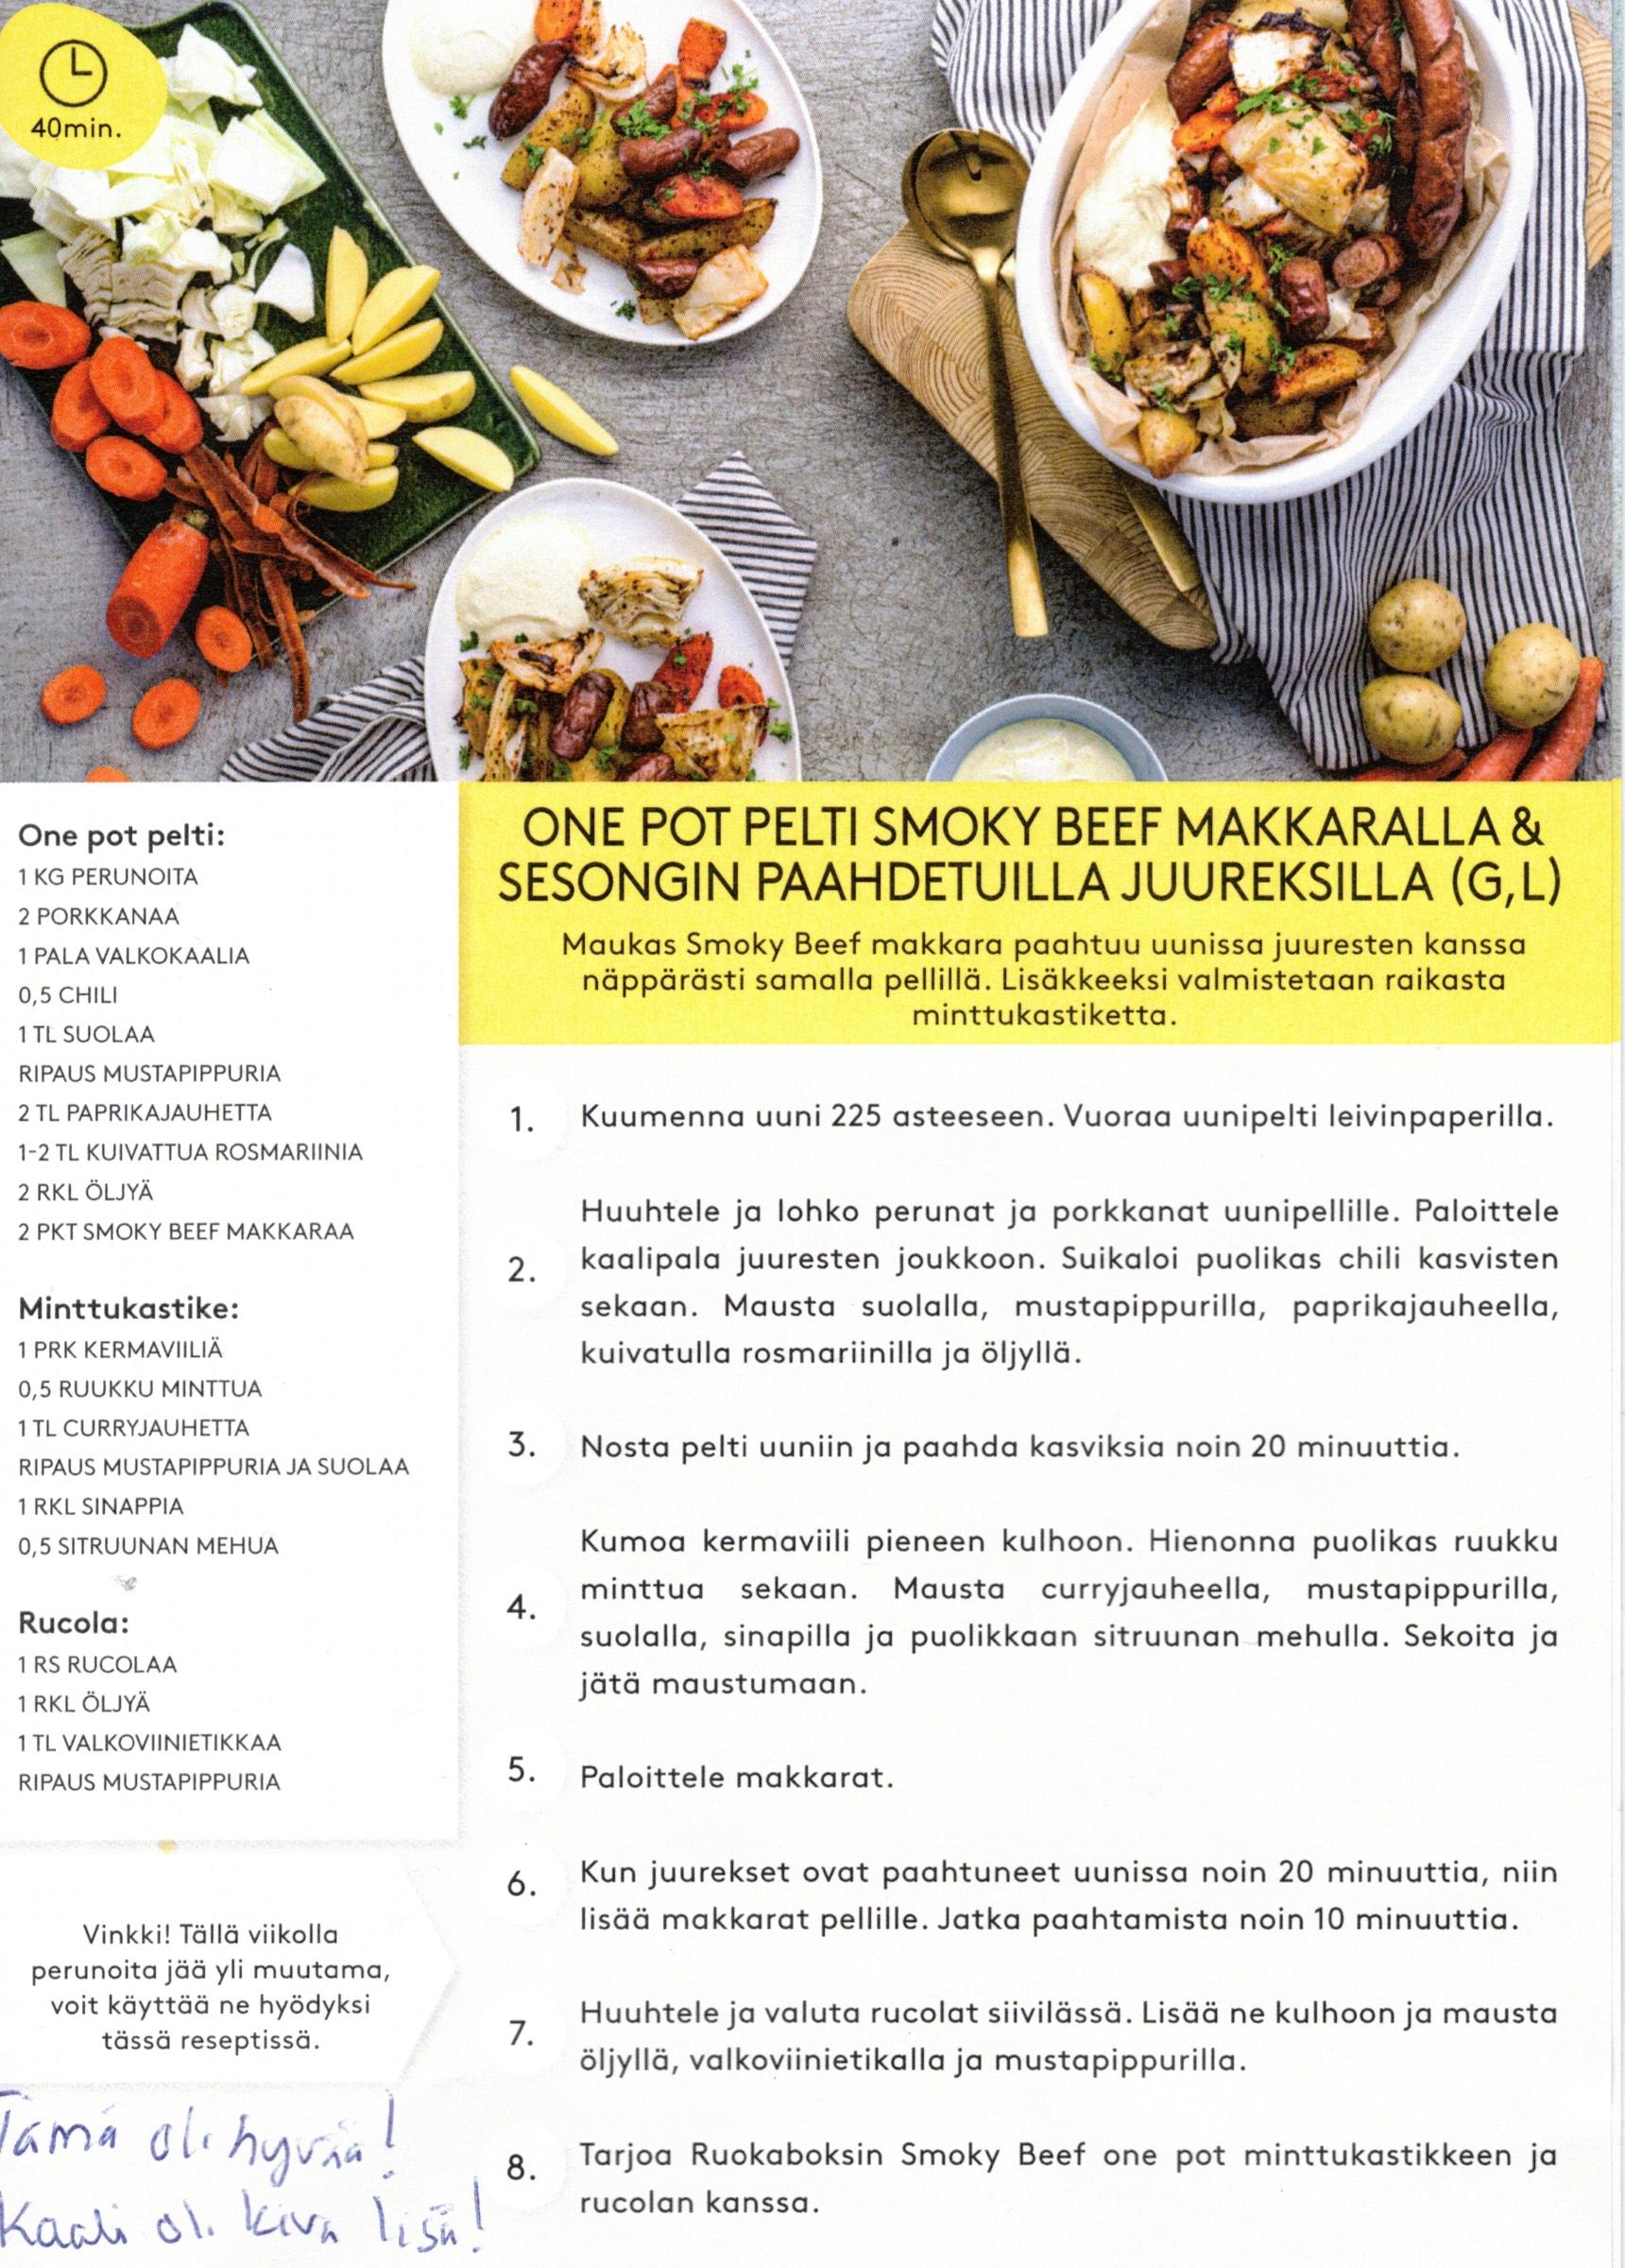 40min.
ONE POT PELTI SMOKY BEEF MAKKARALLA &
SESONGIN PAAHDETUILLA JUUREKSILLA (G,L)
Maukas Smoky Beef makkara paahtuu uunissa juuresten kanssa
näppärästi samalla pellillä. Lisäkkeeksi valmistetaan raikasta
minttukastiketta.
One pot pelti:
1 KG PERUNOITA
2 PORKKANAA
1 PALA VALKOKAALIA
0,5 CHILI
1 TL SUOLAA
RIPAUS MUSTAPIPPURIA
2 TL PAPRIKAJAUHETTA
1-2 TL KUIVATTUA ROSMARIINIA
2 RKL ÖLJYÄ
2 PKT SMOKY BEEF MAKKARAA
Minttukastike:
1 PRK KERMAVIILIÄ
0,5 RUUKKU MINTTUA
1 TL CURRYJAUHETTA
RIPAUS MUSTAPIPPURIA JA SUOLAA
1 RKL SINAPPIA
0,5 SITRUUNAN MEHUA
Rucola:
1 RS RUCOLAA
1 RKL ÖLJYÄ
1 TL VALKOVIINIETIKKAA
RIPAUS MUSTAPIPPURIA
Vinkki! Tällä viikolla
perunoita jää yli muutama,
voit käyttää ne hyödyksi
tässä reseptissä.
Tämä oli hyvää!
Kaali oli kiva lisä!
1. Kuumenna uuni 225 asteeseen. Vuoraa uunipelti leivinpaperilla.
2. Huuhtele ja lohko perunat ja porkkanat uunipellille. Paloittele
kaalipala juuresten joukkoon. Suikaloi puolikas chili kasvisten
sekaan. Mausta suolalla, mustapippurilla, paprikajauheella,
kuivatulla rosmariinilla ja öljyllä.
3. Nosta pelti uuniin ja paahda kasviksia noin 20 minuuttia.
4. Kumoa kermaviili pieneen kulhoon. Hienonna puolikas ruukku
minttua sekaan. Mausta curryjauheella, mustapippurilla,
suolalla, sinapilla ja puolikkaan sitruunan mehulla. Sekoita ja
jätä maustumaan.
5. Paloittele makkarat.
6. Kun juurekset ovat paahtuneet uunissa noin 20 minuuttia, niin
lisää makkarat pellille. Jatka paahtamista noin 10 minuuttia.
7. Huuhtele ja valuta rucolat siivilässä. Lisää ne kulhoon ja mausta
öljyllä, valkoviinietikalla ja mustapippurilla.
8. Tarjoa Ruokaboksin Smoky Beef one pot minttukastikkeen ja
rucolan kanssa.